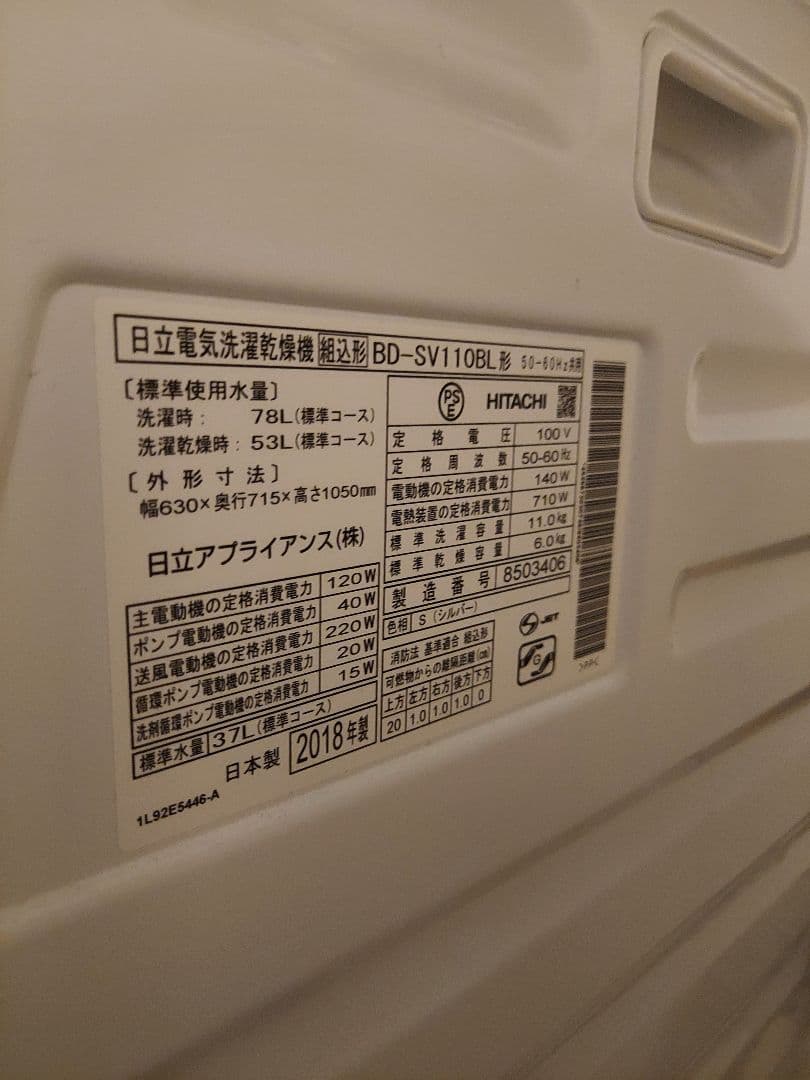 日立電気洗濯乾燥機 組込形 BD-SV110BL形 50-60Hz共用
〔標準使用水量〕
洗濯時: 78L(標準コース)
洗濯乾燥時: 53L(標準コース)
〔外形寸法〕
幅630×奥行715×高さ1050mm
日立アプライアンス(株)
主電動機の定格消費電力 120W
ポンプ電動機の定格消費電力 40W
送風電動機の定格消費電力 220W
循環ポンプ電動機の定格消費電力 20W
洗剤循環ポンプ電動機の定格消費電力 15W
標準水量 37L(標準コース)
日本製 2018年製
1L92E5446-A
PSE HITACHI
定格電圧 100V
定格周波数 50-60Hz
電動機の定格消費電力 140W
電熱装置の定格消費電力 710W
標準洗濯容量 11.0kg
標準乾燥容量 6.0kg
製造番号 8503406
色相 S(シルバー)
消防法 基準適合 組込形
可燃物からの離隔距離(cm)
上方 左方 右方 後方 下方
20 1.0 1.0 1.0 0
JET
G